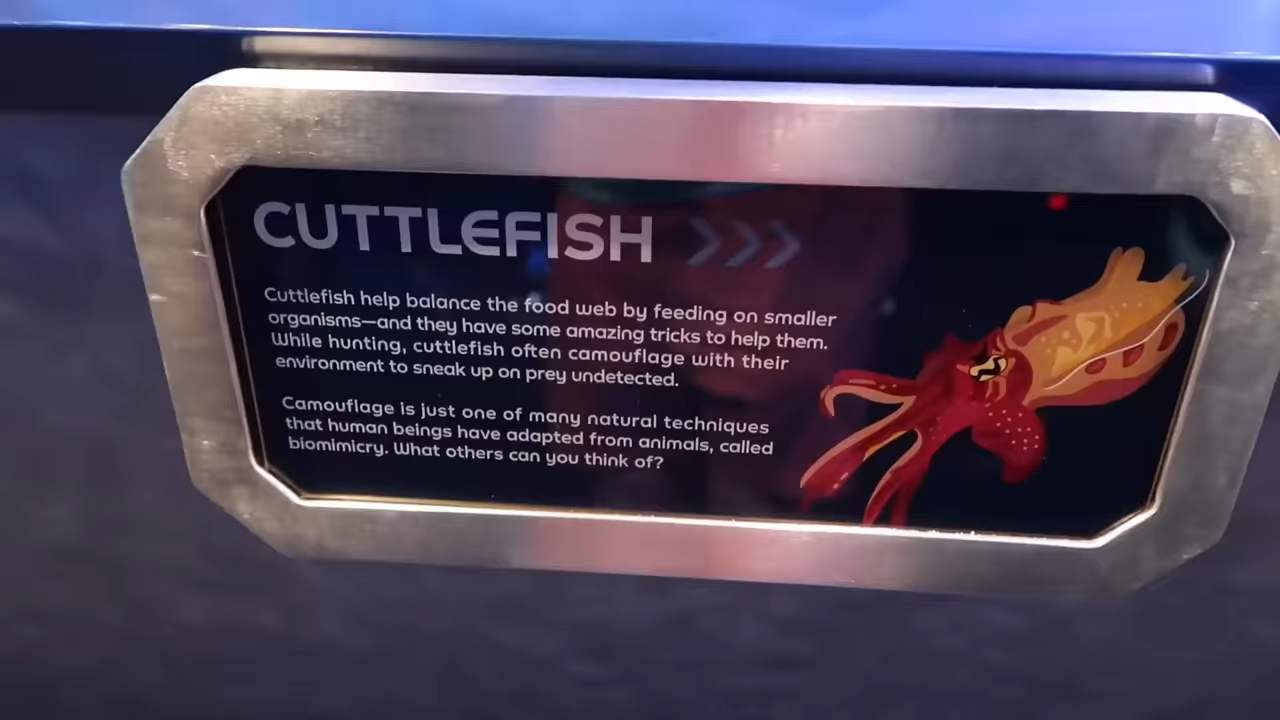 CUTTLEFISH >>>
Cuttlefish help balance the food web by feeding on smaller
organisms—and they have some amazing tricks to help them.
While hunting, cuttlefish often camouflage with their
environment to sneak up on prey undetected.
Camouflage is just one of many natural techniques
that human beings have adapted from animals, called
biomimicry. What others can you think of?